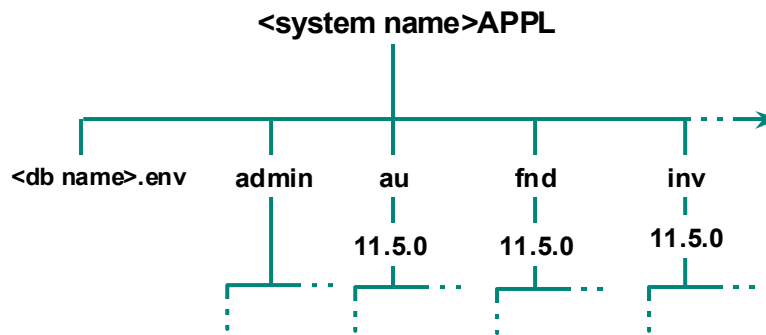 <system name>APPL
<db name>.env admin au fnd inv
11.5.0 11.5.0 11.5.0